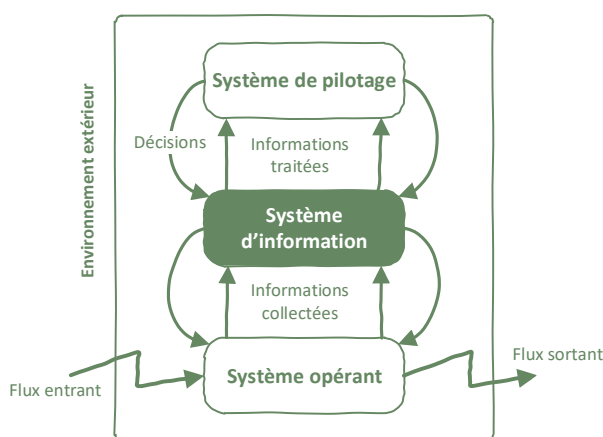 Système de pilotage
Environnement extérieur
Décisions
Informations
traitées
Système
d’information
Informations
collectées
Flux entrant
Système opérant
Flux sortant